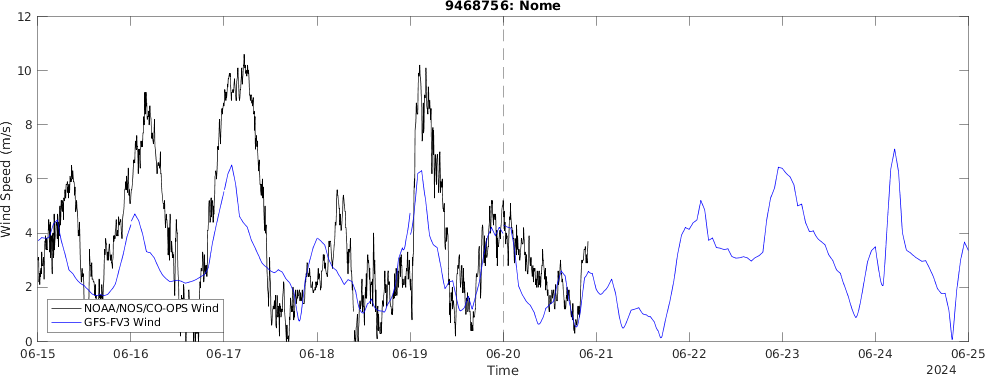 9468756: Nome
12
10
8
6
4
2
0
Wind Speed (m/s)
NOAA/NOS/CO-OPS Wind
GFS-FV3 Wind
06-15 06-16 06-17 06-18 06-19 06-20 06-21 06-22 06-23 06-24 06-25
Time
2024